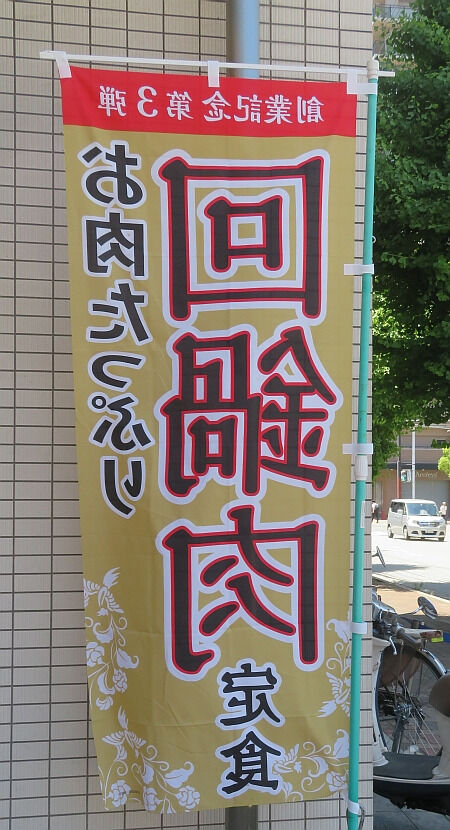 創業記念 第3弾
回鍋肉
定食
お肉たっぷり